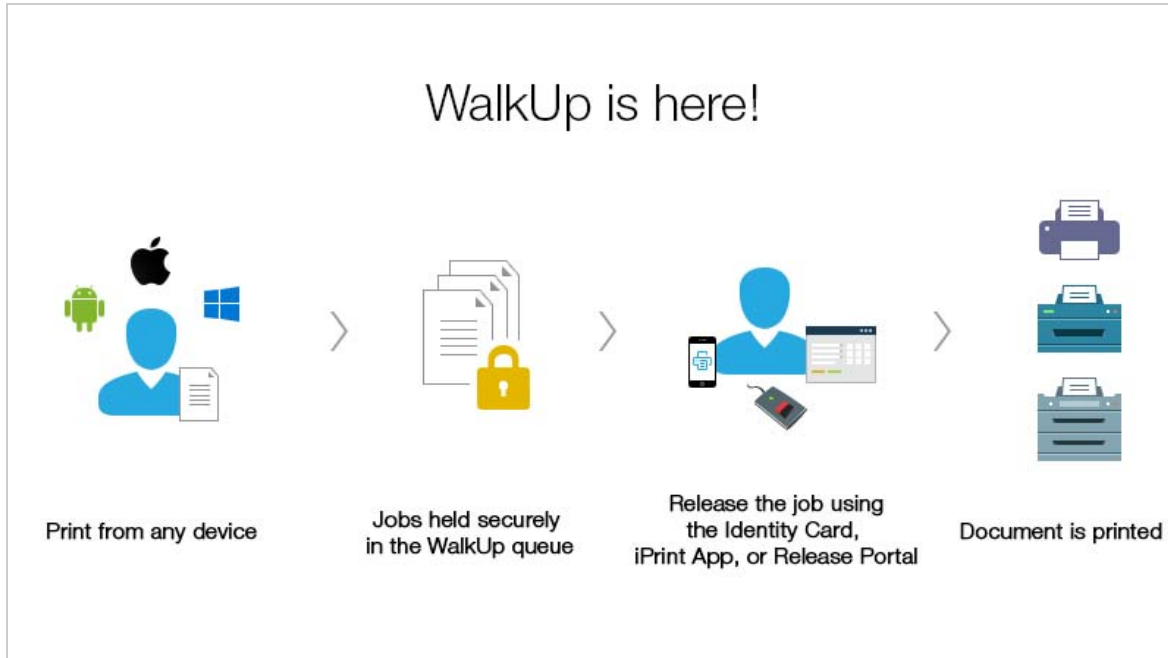 WalkUp is here!
Print from any device
Jobs held securely
in the WalkUp queue
Release the job using
the Identity Card,
iPrint App, or Release Portal
Document is printed